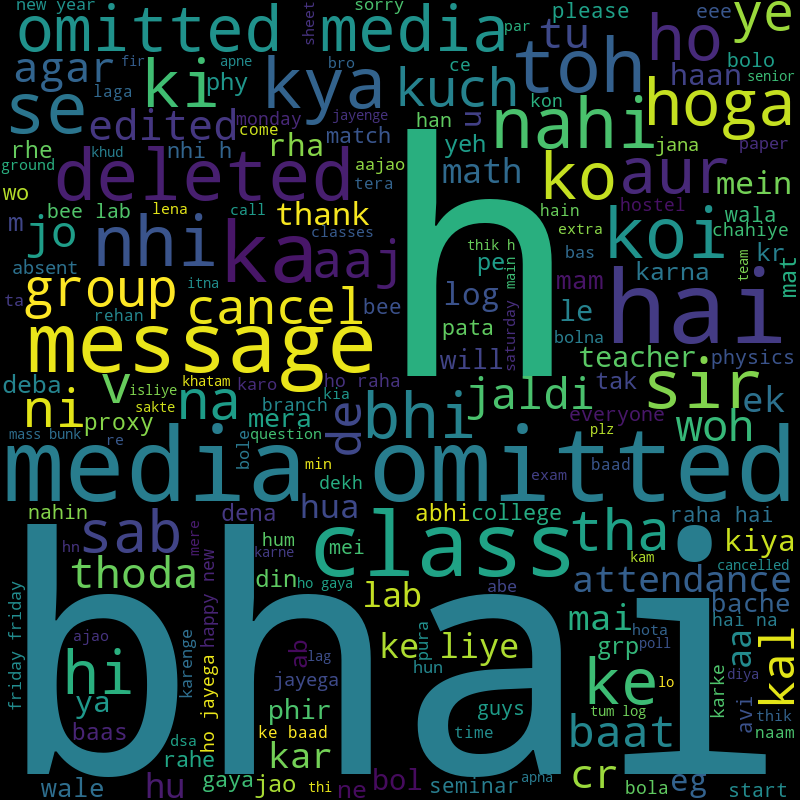 new year
omitted media
sorry
sheet
please
eee
ye
tu
ho
agar
fir
apne
bro
par
ki
phy
kya
kuch
ce
toh
haan
bolo
senior
laga
se
edited
monday
jayenge
come
u
han
kon
nahi
hoga
rhe
nhi h
rha
match
yeh
jana
paper
ground
khud
deleted
aajao
tera
math
ko
aur
mein
wo
bee lab
lena
call
thank
h
hain
extra
hostel
wala
m
jo
nhi
ka
classes
aaj
thik h
koi
chahiye
absent
itna
pe
main
bas
team
kr
mat
ta
group
cancel
bee
log
mam
karna
hai
rehan
pata
saturday
le
bolna
message
will
teacher
physics
deba
v
isliye
khatam
karo
ho raha
jaldi
tak
sir
ek
ni
sakte
na
branch
kia
de
bhi
everyone
woh
proxy
mera
plz
mass bunk
re
bole
question
media omitted
min
dekh
exam
baad
nahin
hn
sab
mere
dena
hua
abhi
college
tha
raha hai
karne
hum
mei
class
kiya
thoda
din
ho gaya
kam
cancelled
friday friday
happy new
lab
abe
attendance
bache
ajao
karenge
mai
hota
hai na
hi
ab
lag
ke liye
pura
grp
poll
aa
kal
bhai
ya
ho jayega
jayega
hun
ke
diya
lo
baas
phir
guys
tum log
karke
avi
thik
dsa
kar
ke baad
time
baat
naam
rahe
wale
hu
gaya
jao
thi
ne
bol
seminar
apna
cr
bola
eg
start